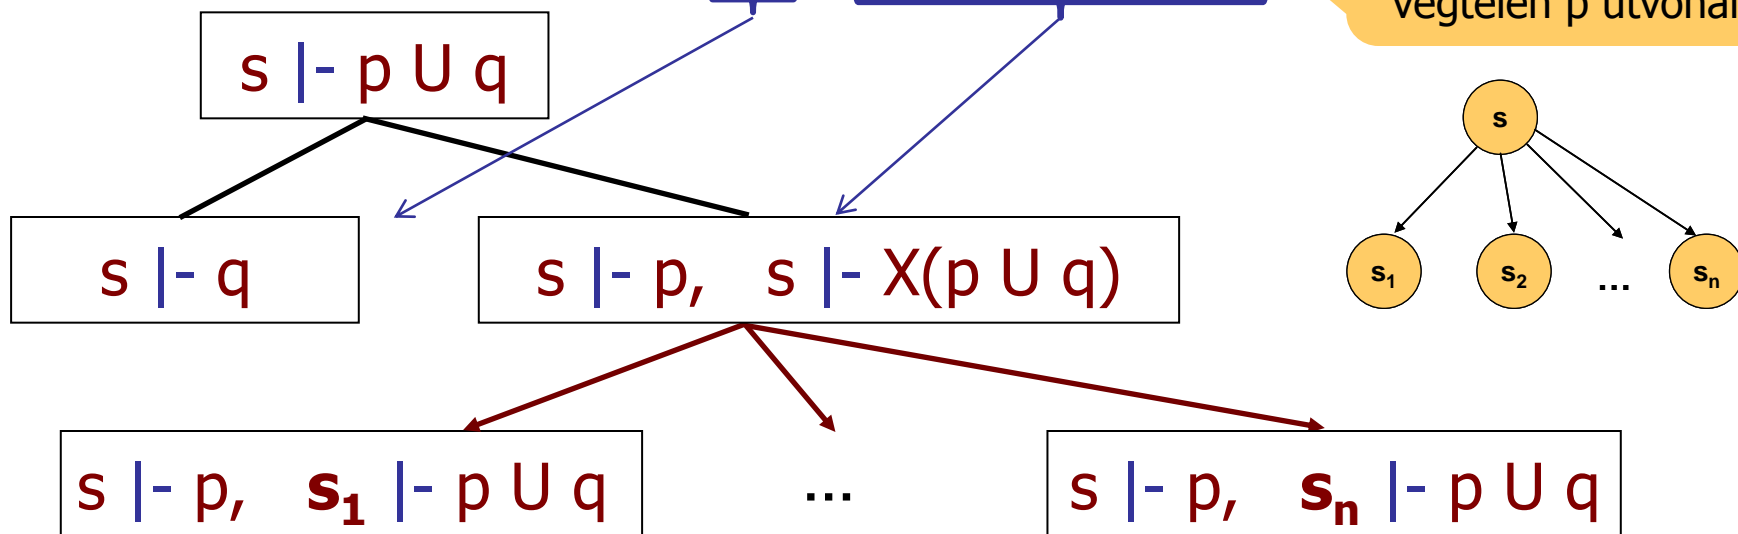 végtelen p útvonal
s |- p U q
s
s |- q
s |- p, s |- X(p U q)
s₁ s₂ ... sₙ
s |- p, s₁ |- p U q
...
s |- p, sₙ |- p U q